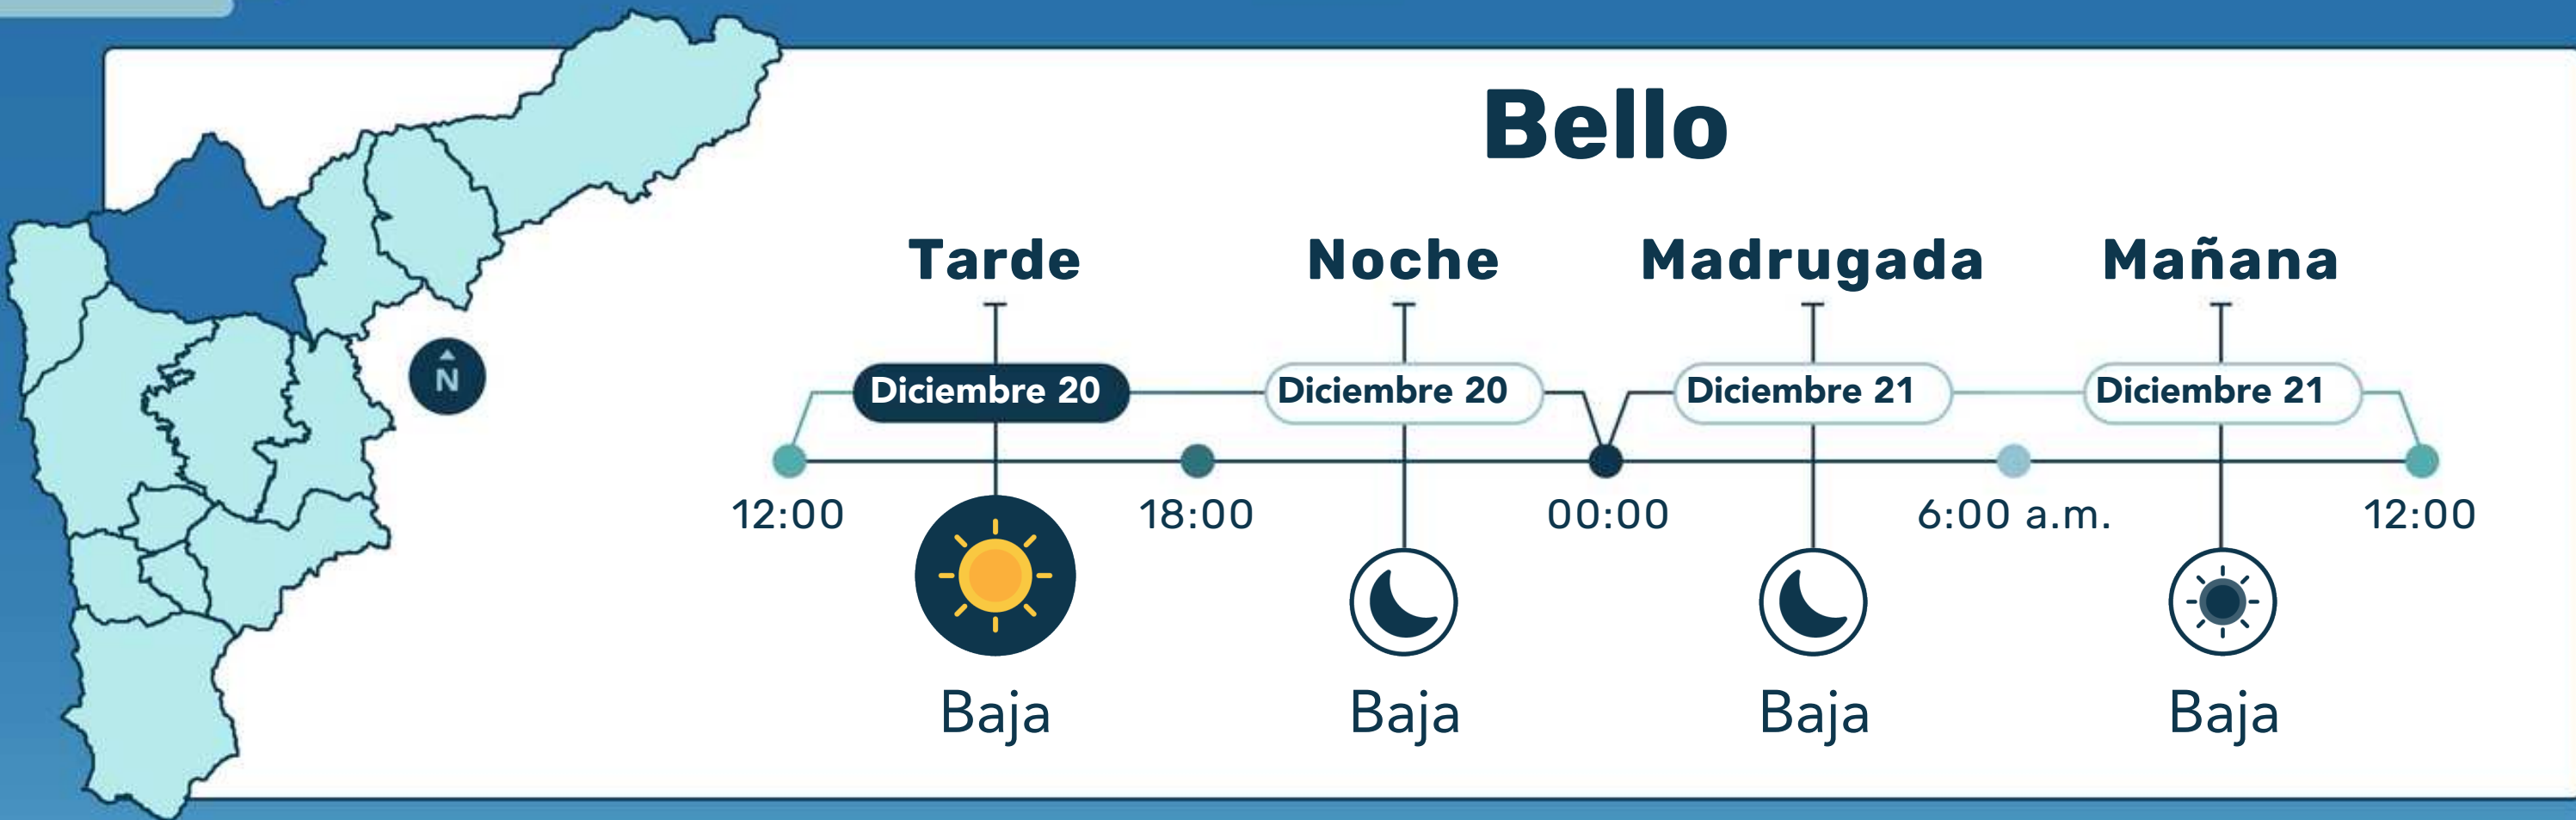 Bello
Tarde Noche Madrugada Mañana
Diciembre 20 Diciembre 20 Diciembre 21 Diciembre 21
N
12:00 18:00 00:00 6:00 a.m. 12:00
Baja Baja Baja Baja